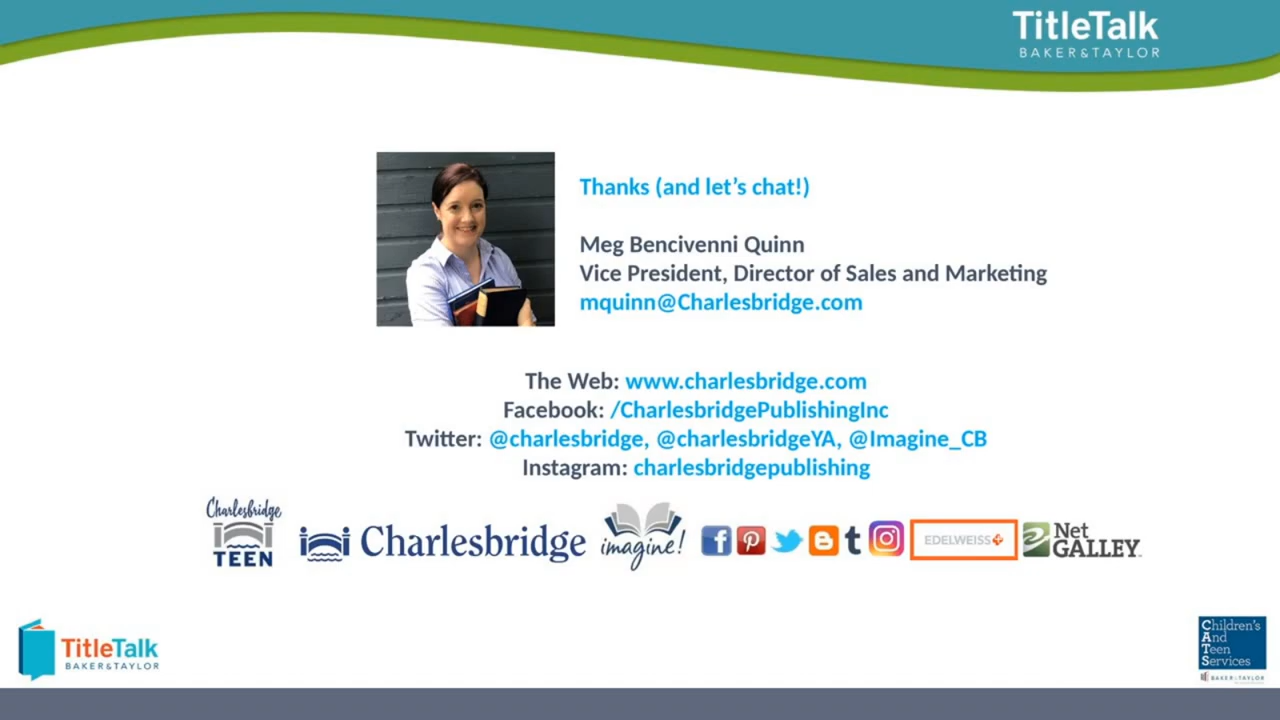 TitleTalk
BAKER & TAYLOR
Thanks (and let’s chat!)
Meg Bencivenni Quinn
Vice President, Director of Sales and Marketing
mquinn@Charlesbridge.com
The Web: www.charlesbridge.com
Facebook: /CharlesbridgePublishingInc
Twitter: @charlesbridge, @charlesbridgeYA, @Imagine_CB
Instagram: charlesbridgepublishing
Charlesbridge
TEEN
Charlesbridge
imagine!
EDELWEISS+
Net
GALLEY
TitleTalk
BAKER & TAYLOR
Children's
And
Teen
Services
BAKER & TAYLOR